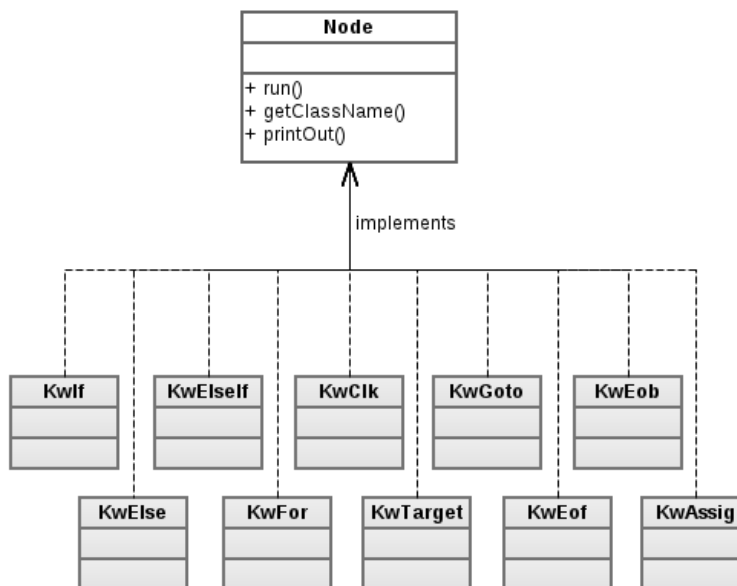 Node
+ run()
+ getClassName()
+ printOut()
implements
KwIf
KwElseIf
KwClk
KwGoto
KwEob
KwElse
KwFor
KwTarget
KwEof
KwAssig